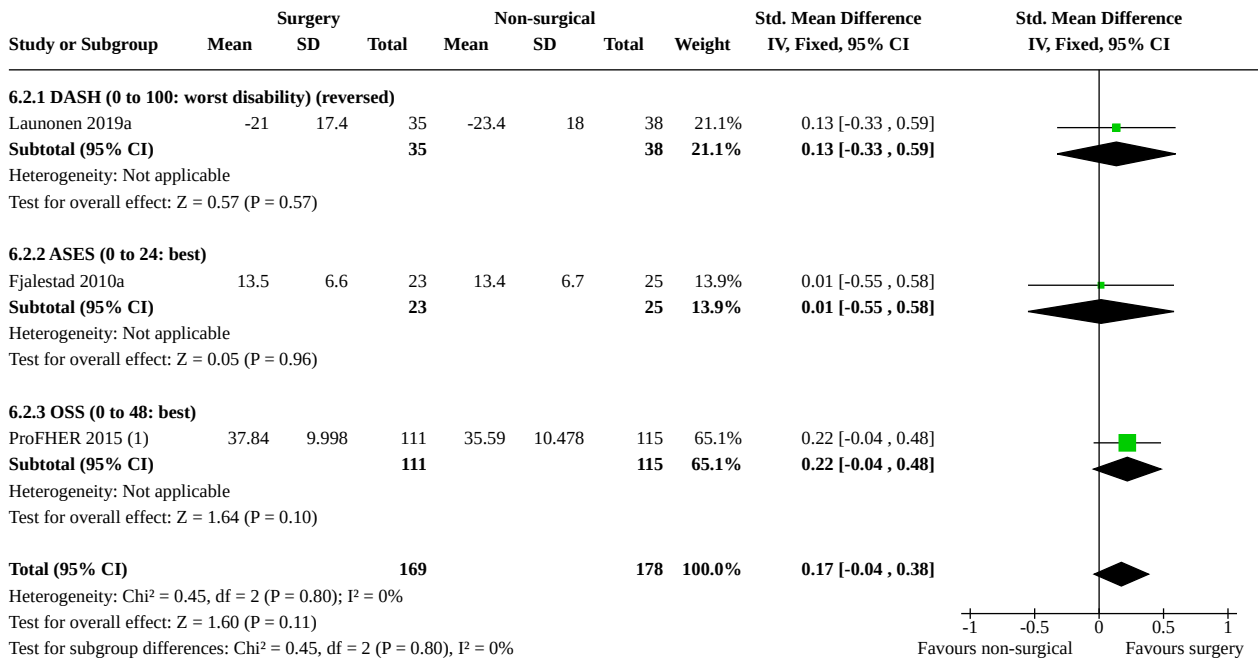 Surgery Non-surgical Std. Mean Difference Std. Mean Difference
Study or Subgroup Mean SD Total Mean SD Total Weight IV, Fixed, 95% CI IV, Fixed, 95% CI
6.2.1 DASH (0 to 100: worst disability) (reversed)
Launonen 2019a -21 17.4 35 -23.4 18 38 21.1% 0.13 [-0.33 , 0.59]
Subtotal (95% CI) 35 38 21.1% 0.13 [-0.33 , 0.59]
Heterogeneity: Not applicable
Test for overall effect: Z = 0.57 (P = 0.57)
6.2.2 ASES (0 to 24: best)
Fjalestad 2010a 13.5 6.6 23 13.4 6.7 25 13.9% 0.01 [-0.55 , 0.58]
Subtotal (95% CI) 23 25 13.9% 0.01 [-0.55 , 0.58]
Heterogeneity: Not applicable
Test for overall effect: Z = 0.05 (P = 0.96)
6.2.3 OSS (0 to 48: best)
ProFHER 2015 (1) 37.84 9.998 111 35.59 10.478 115 65.1% 0.22 [-0.04 , 0.48]
Subtotal (95% CI) 111 115 65.1% 0.22 [-0.04 , 0.48]
Heterogeneity: Not applicable
Test for overall effect: Z = 1.64 (P = 0.10)
Total (95% CI) 169 178 100.0% 0.17 [-0.04 , 0.38]
Heterogeneity: Chi² = 0.45, df = 2 (P = 0.80); I² = 0%
Test for overall effect: Z = 1.60 (P = 0.11)
Test for subgroup differences: Chi² = 0.45, df = 2 (P = 0.80), I² = 0%
-1 -0.5 0 0.5 1
Favours non-surgical Favours surgery